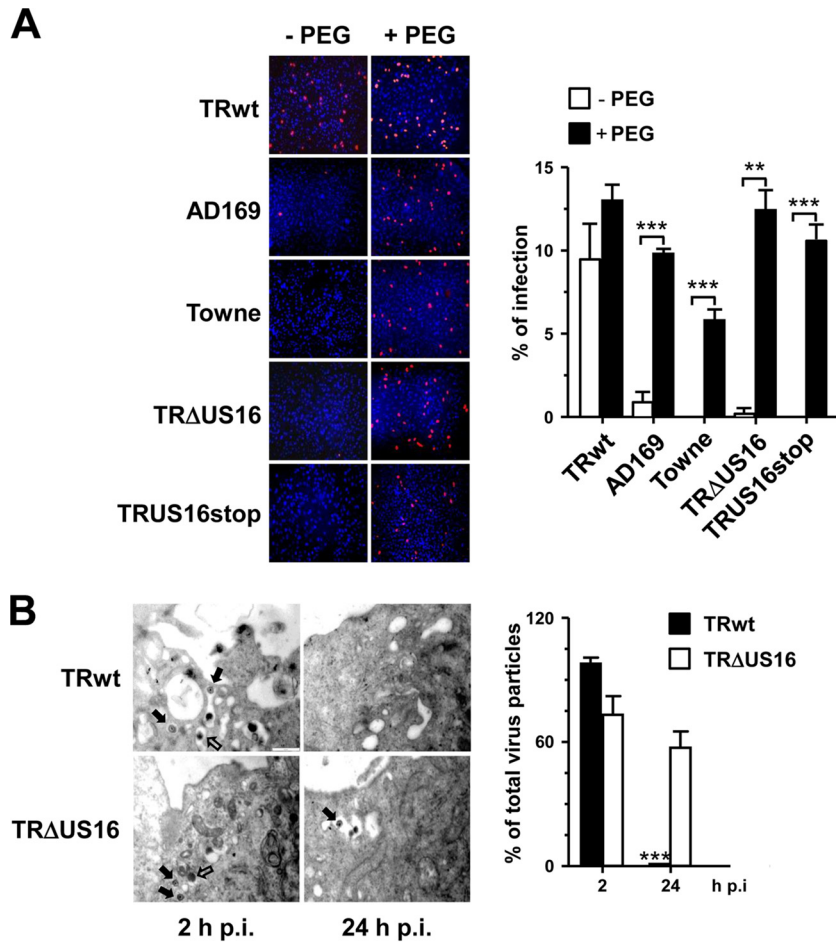 A
- PEG + PEG
TRwt
AD169
Towne
TRΔUS16
TRUS16stop
- PEG
+ PEG
% of infection
15
10
5
0
***
***
**
***
TRwt
AD169
Towne
TRΔUS16
TRUS16stop
B
TRwt
TRΔUS16
2 h p.i. 24 h p.i.
TRwt
TRΔUS16
% of total virus particles
120
60
0
***
2 24 h p.i.